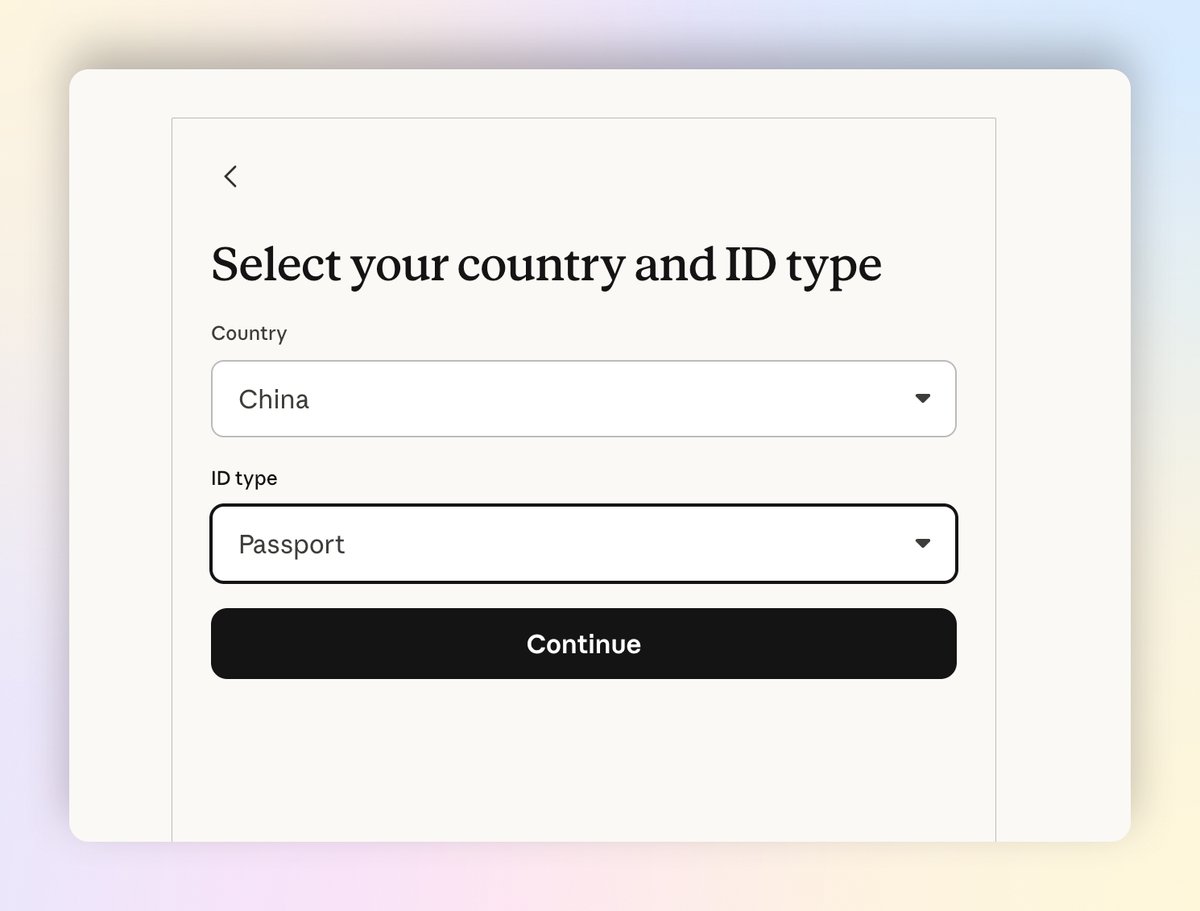 Select your country and ID type
Country
China
ID type
Passport
Continue